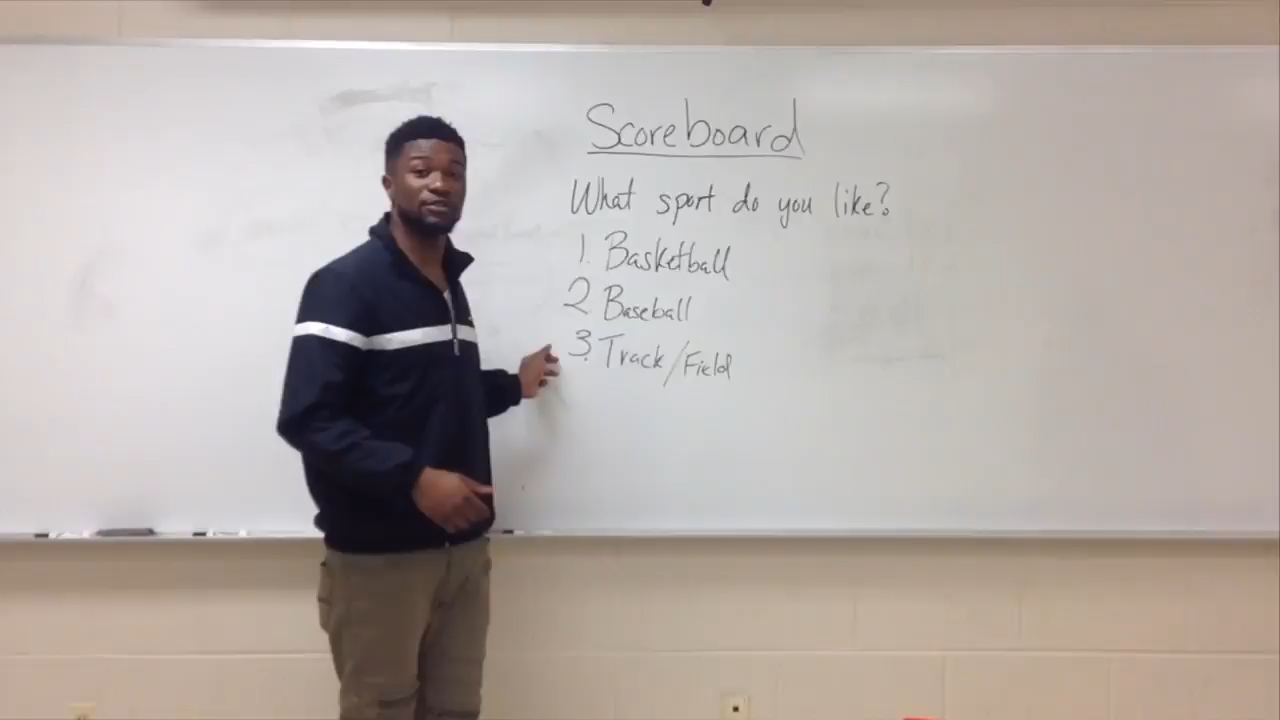 Scoreboard
What sport do you like?
1. Basketball
2 Baseball
3. Track/Field